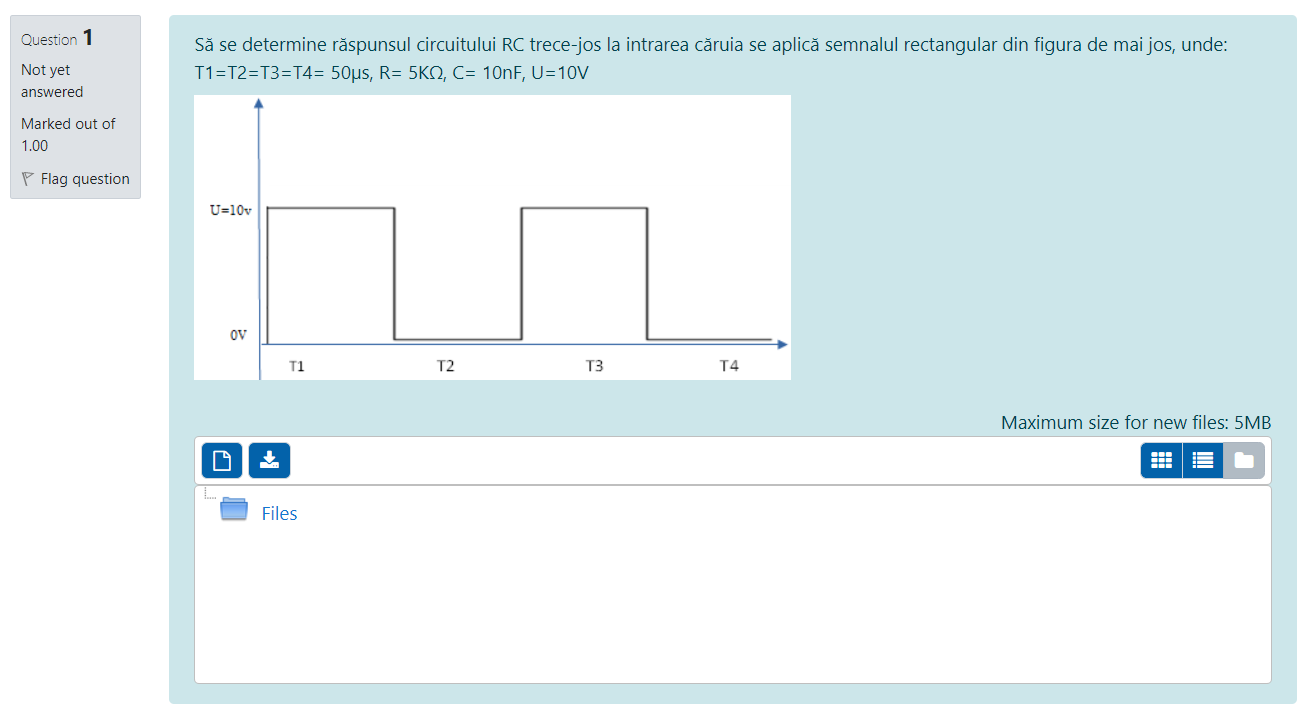 Question 1
Not yet
answered
Marked out of
1.00
Flag question
Să se determine răspunsul circuitului RC trece-jos la intrarea căruia se aplică semnalul rectangular din figura de mai jos, unde:
T1=T2=T3=T4= 50µs, R= 5KΩ, C= 10nF, U=10V
U=10v
0V
T1 T2 T3 T4
Maximum size for new files: 5MB
Files